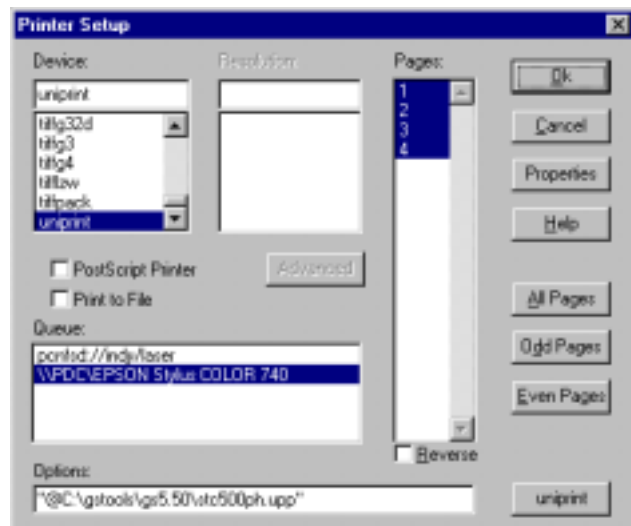 Printer Setup
Device:
Resolution:
Pages:
uniprint
tiffg32d
tiffg3
tiffg4
tifflzw
tiffpack
uniprint
1
2
3
4
Ok
Cancel
Properties
Help
PostScript Printer
Advanced
Print to File
All Pages
Odd Pages
Even Pages
Queue:
pcnfsd://indy/laser
\\PDC\EPSON Stylus COLOR 740
Reverse
Options:
"@C:\gstools\gs5.50\stc500ph.upp"
uniprint